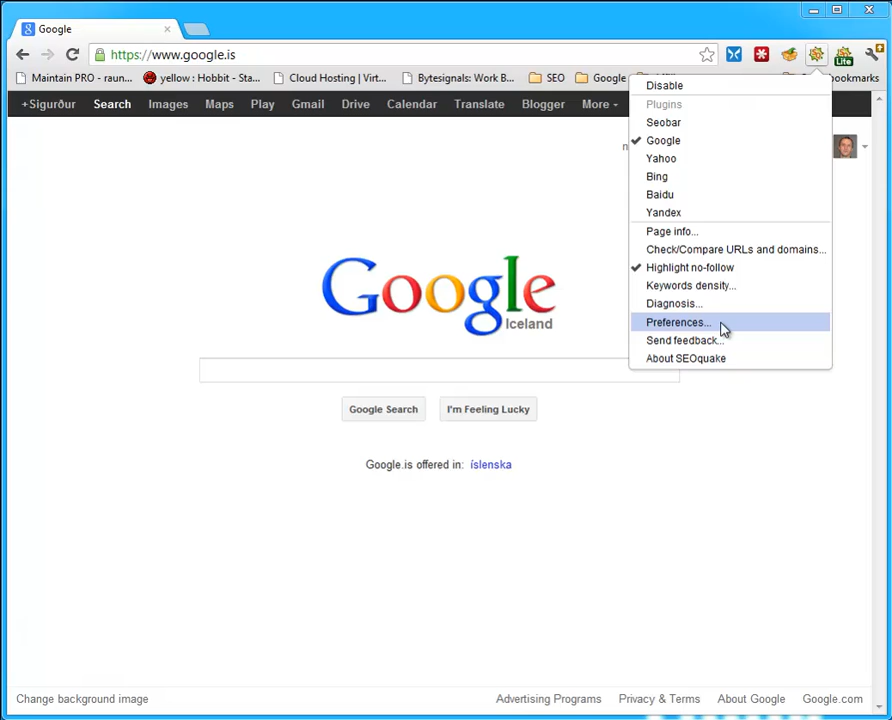 Google
https://www.google.is
Maintain PRO - raun...
yellow : Hobbit - Sta...
Cloud Hosting | Virt...
Bytesignals: Work B...
SEO
Google
okmarks
Lite
+Sigurður Search Images Maps Play Gmail Drive Calendar Translate Blogger More
Disable
Plugins
Seobar
Google
Yahoo
Bing
Baidu
Yandex
Page info...
Check/Compare URLs and domains...
Highlight no-follow
Keywords density...
Diagnosis...
Preferences...
Send feedback...
About SEOquake
Google
Iceland
Google Search I'm Feeling Lucky
Google.is offered in: íslenska
Change background image Advertising Programs Privacy & Terms About Google Google.com